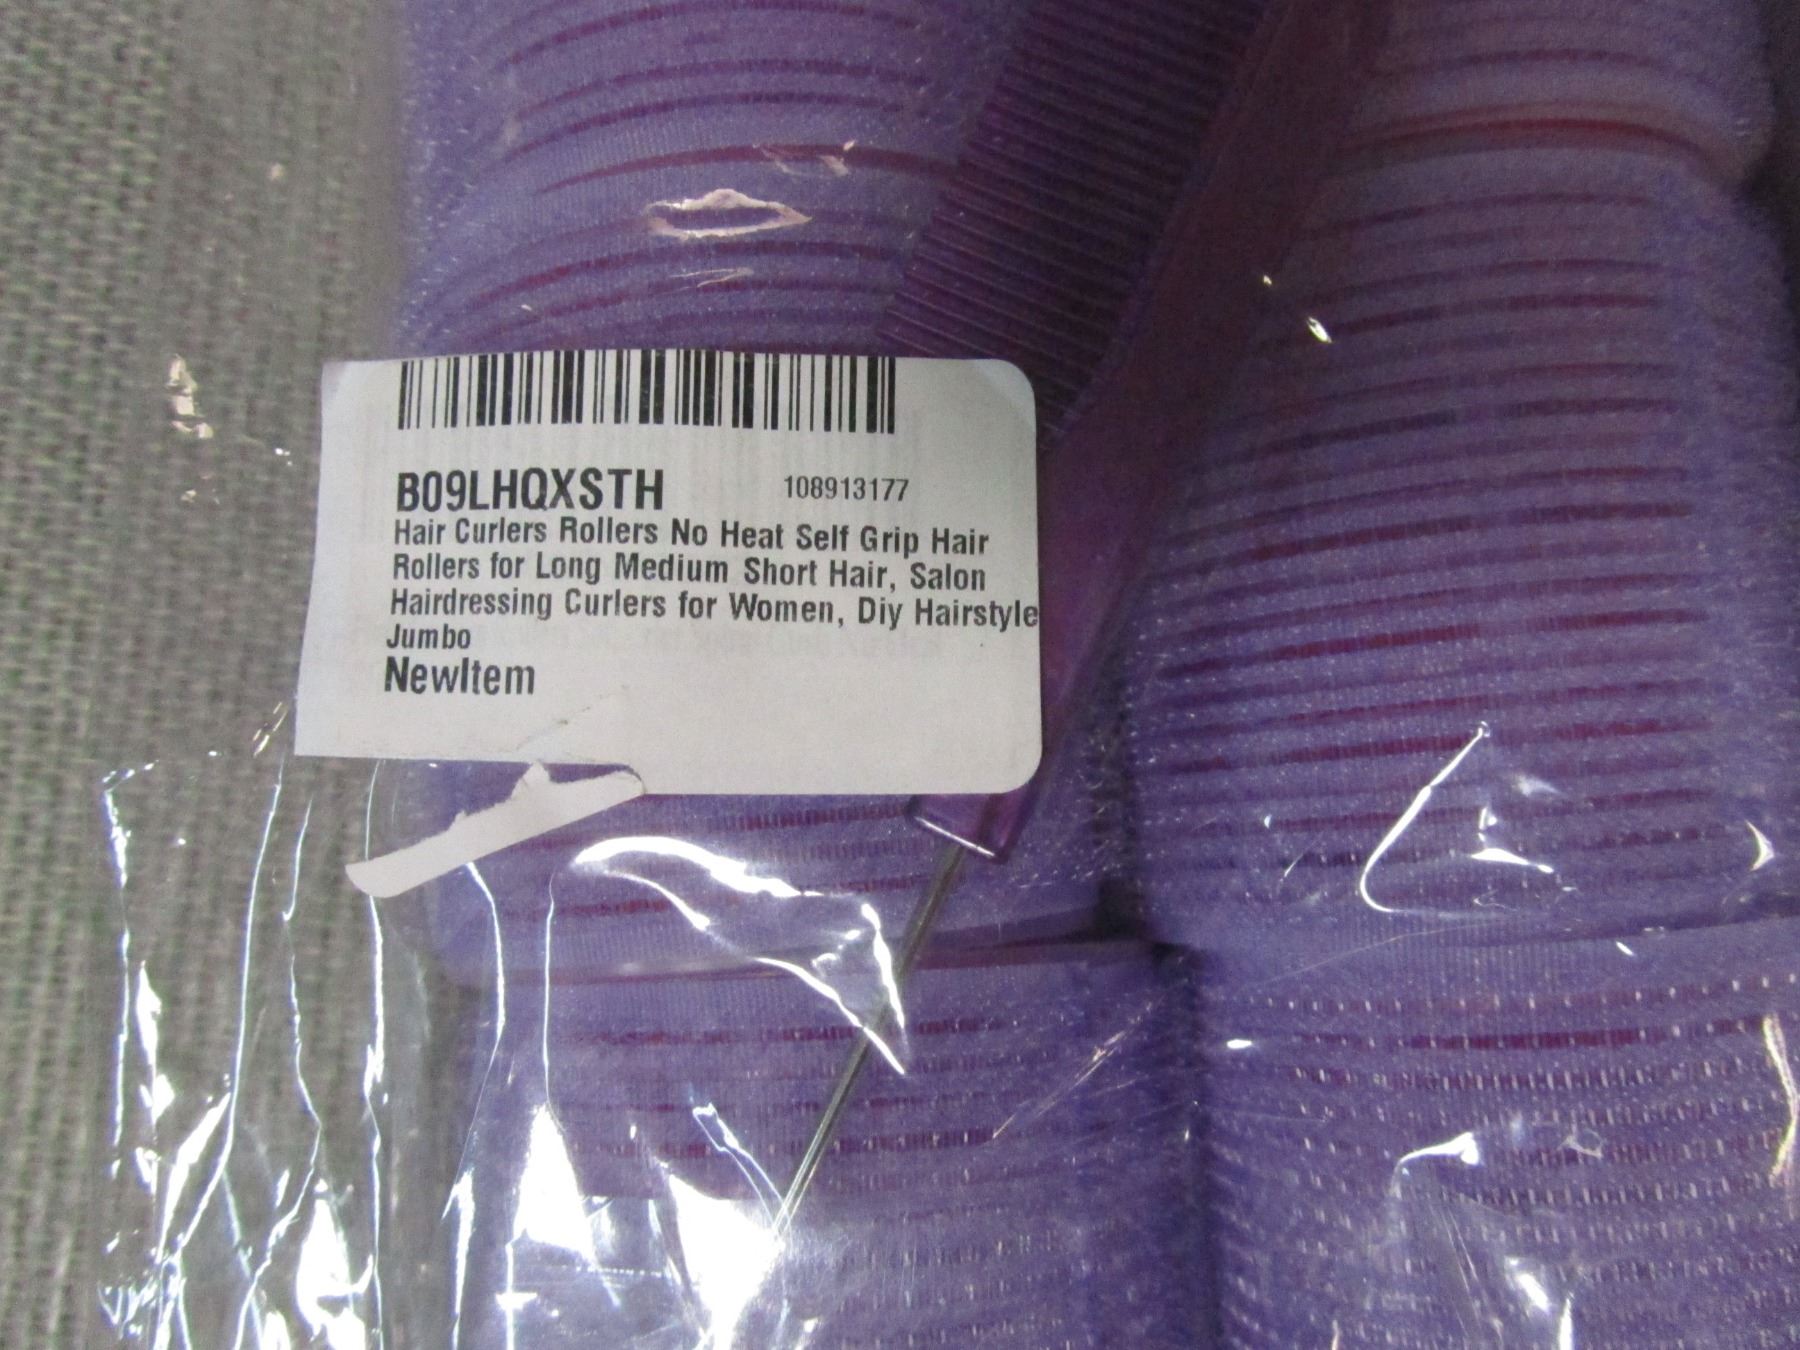 B09LHQXSTH 108913177
Hair Curlers Rollers No Heat Self Grip Hair
Rollers for Long Medium Short Hair, Salon
Hairdressing Curlers for Women, Diy Hairstyle
Jumbo
NewItem